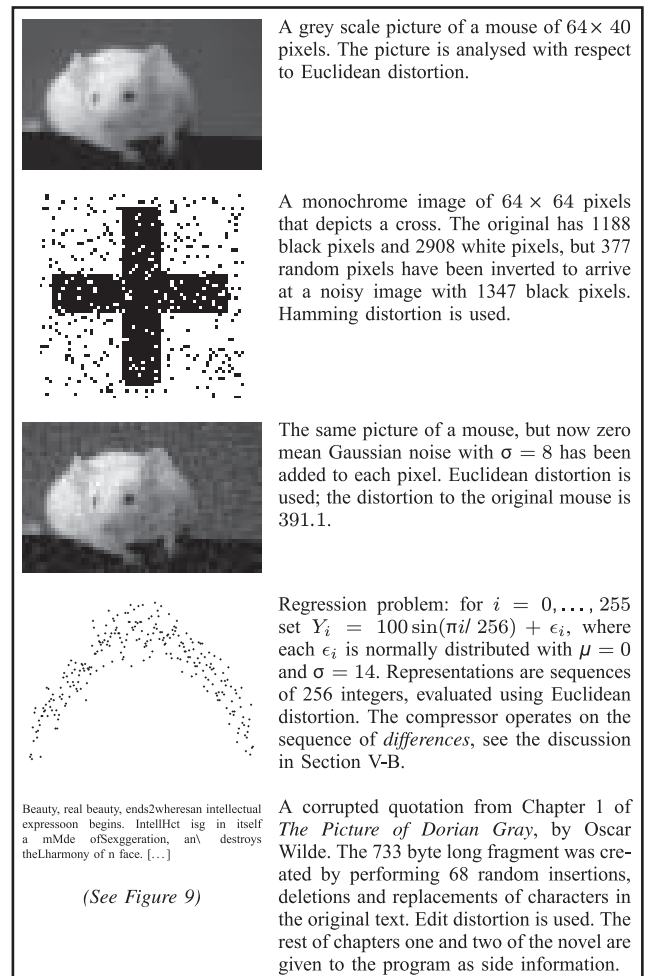 A grey scale picture of a mouse of 64× 40
pixels. The picture is analysed with respect
to Euclidean distortion.
A monochrome image of 64 × 64 pixels
that depicts a cross. The original has 1188
black pixels and 2908 white pixels, but 377
random pixels have been inverted to arrive
at a noisy image with 1347 black pixels.
Hamming distortion is used.
The same picture of a mouse, but now zero
mean Gaussian noise with σ = 8 has been
added to each pixel. Euclidean distortion is
used; the distortion to the original mouse is
391.1.
Regression problem: for i = 0,..., 255
set Yᵢ = 100 sin(πi/ 256) + ϵᵢ, where
each ϵᵢ is normally distributed with μ = 0
and σ = 14. Representations are sequences
of 256 integers, evaluated using Euclidean
distortion. The compressor operates on the
sequence of differences, see the discussion
in Section V-B.
Beauty, real beauty, ends2wheresan intellectual
expressoon begins. IntellHct isg in itself
a mMde ofSexggeration, an\ destroys
theLharmony of n face. [...]
(See Figure 9)
A corrupted quotation from Chapter 1 of
The Picture of Dorian Gray, by Oscar
Wilde. The 733 byte long fragment was cre-
ated by performing 68 random insertions,
deletions and replacements of characters in
the original text. Edit distortion is used. The
rest of chapters one and two of the novel are
given to the program as side information.